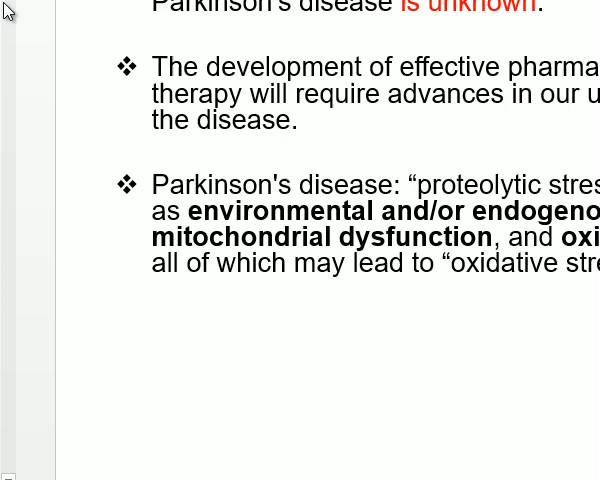 Parkinson's disease is unknown.
❖ The development of effective pharma
therapy will require advances in our u
the disease.
❖ Parkinson's disease: “proteolytic stres
as environmental and/or endogeno
mitochondrial dysfunction, and oxi
all of which may lead to “oxidative stre